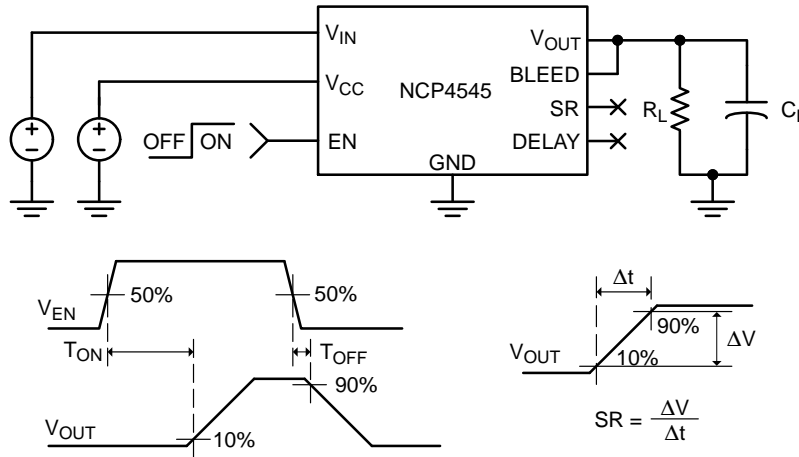 VIN
VCC
OFF ON
EN
NCP4545
GND
VOUT
BLEED
SR
DELAY
RL
VEN
50%
50%
TON
TOFF
90%
VOUT
10%
Δt
90%
ΔV
VOUT
10%
SR = ΔV / Δt